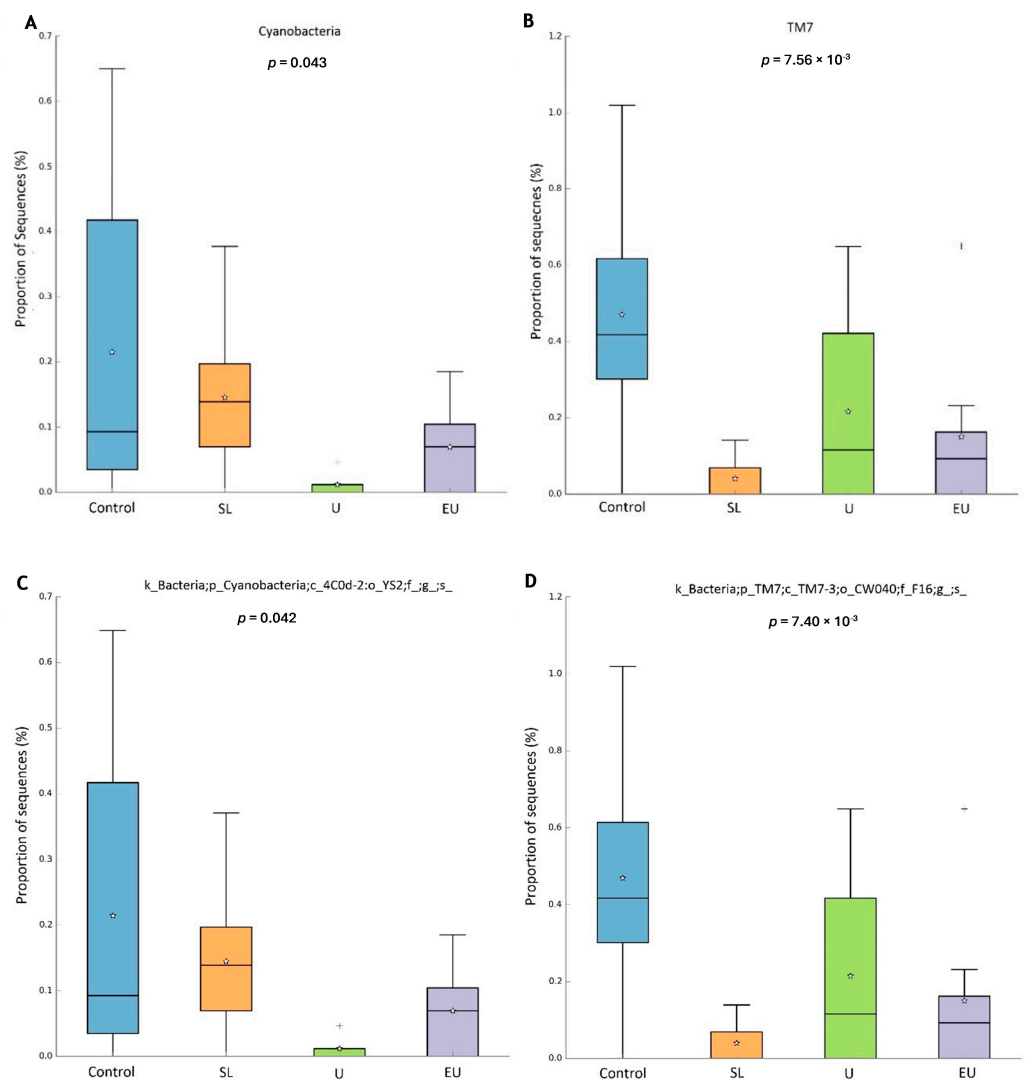 A
Cyanobacteria
p = 0.043
Proportion of Sequences (%)
0.7
0.6
0.5
0.4
0.3
0.2
0.1
0.0
Control SL U EU
B
TM7
p = 7.56 × 10-3
Proportion of sequecnes (%)
1.2
1.0
0.8
0.6
0.4
0.2
0.0
Control SL U EU
C
k_Bacteria;p_Cyanobacteria;c_4C0d-2:o_YS2;f_;g_;s_
p = 0.042
Proportion of sequences (%)
0.7
0.6
0.5
0.4
0.3
0.2
0.1
0.0
Control SL U EU
D
k_Bacteria;p_TM7;c_TM7-3;o_CW040;f_F16;g_;s_
p = 7.40 × 10-3
Proportion of sequences (%)
1.2
1.0
0.8
0.6
0.4
0.2
0.0
Control SL U EU